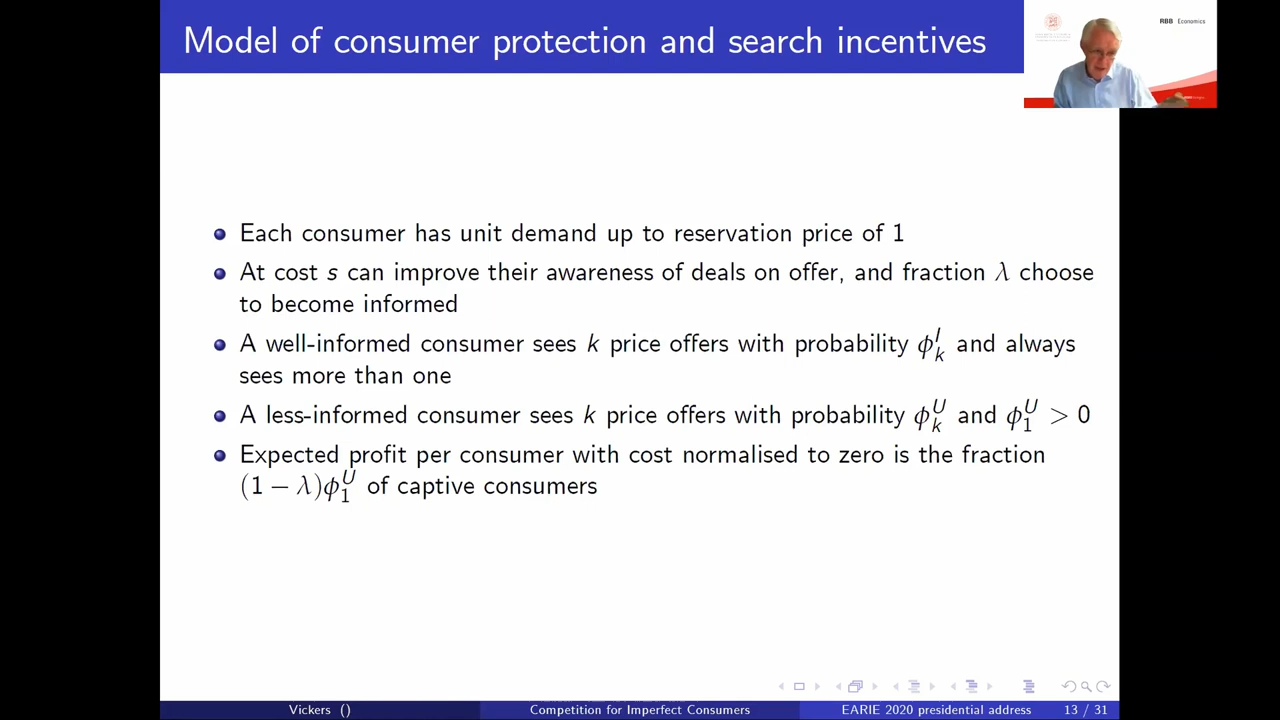 Model of consumer protection and search incentives
RBB Economics
Each consumer has unit demand up to reservation price of 1
At cost s can improve their awareness of deals on offer, and fraction λ choose
to become informed
A well-informed consumer sees k price offers with probability ϕ_k^I and always
sees more than one
A less-informed consumer sees k price offers with probability ϕ_k^U and ϕ_1^U > 0
Expected profit per consumer with cost normalised to zero is the fraction
(1 − λ)ϕ_1^U of captive consumers
Vickers ()
Competition for Imperfect Consumers
EARIE 2020 presidential address
13 / 31